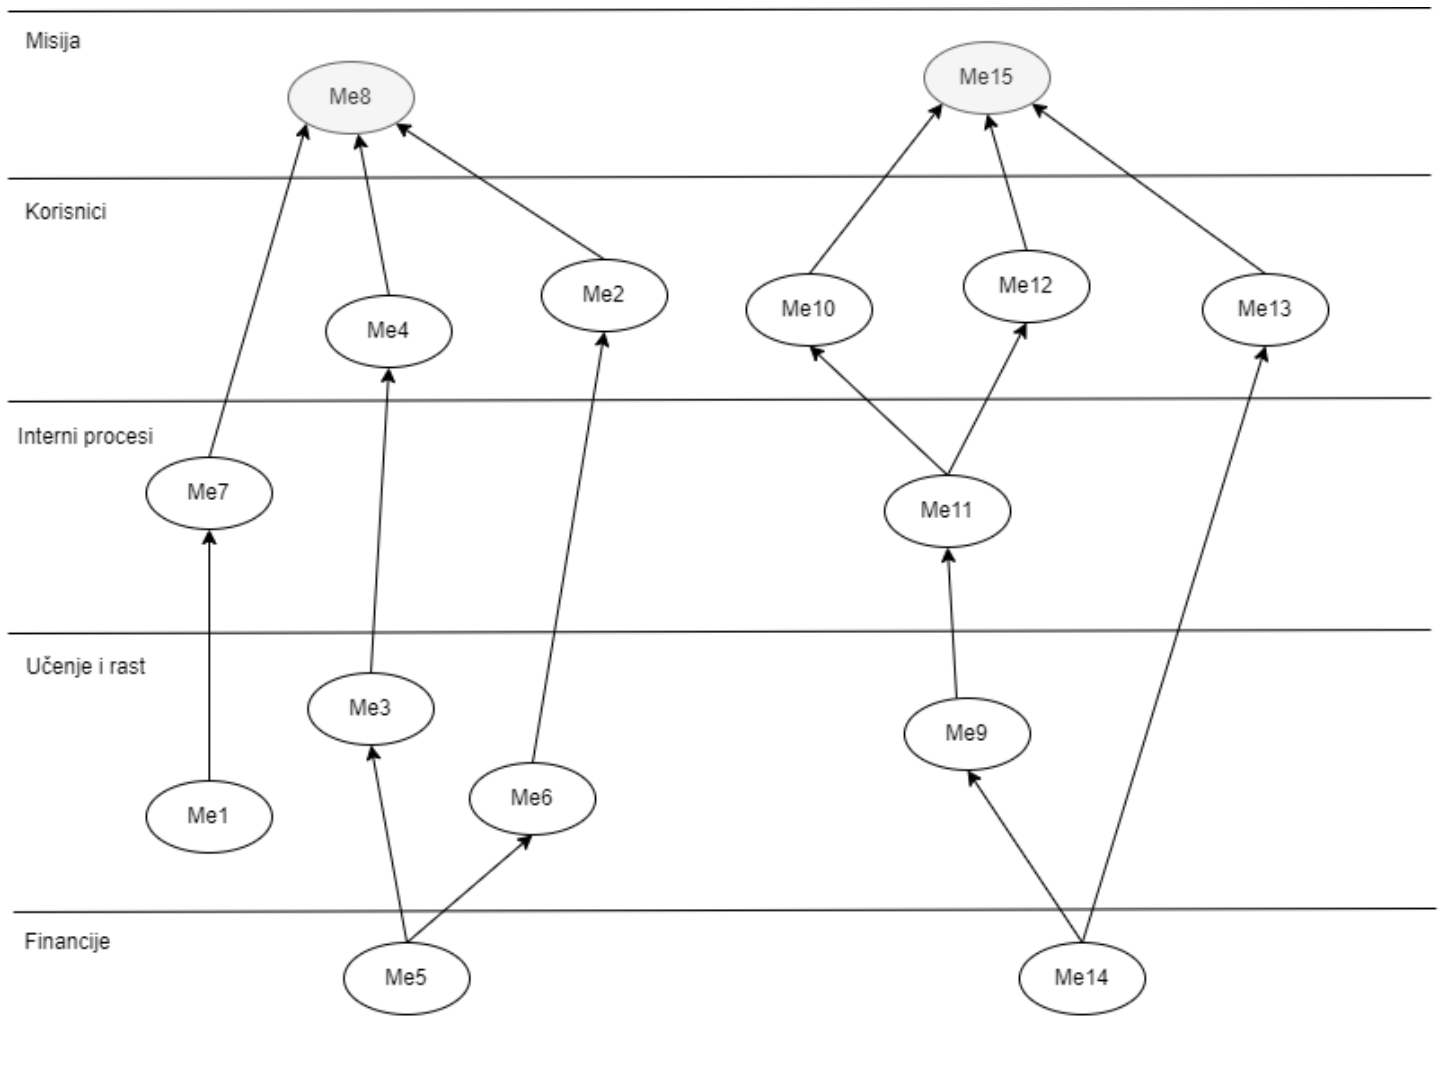 Misija
Me8
Me15
Korisnici
Me4
Me2
Me10
Me12
Me13
Interni procesi
Me7
Me11
Učenje i rast
Me3
Me9
Me1
Me6
Financije
Me5
Me14